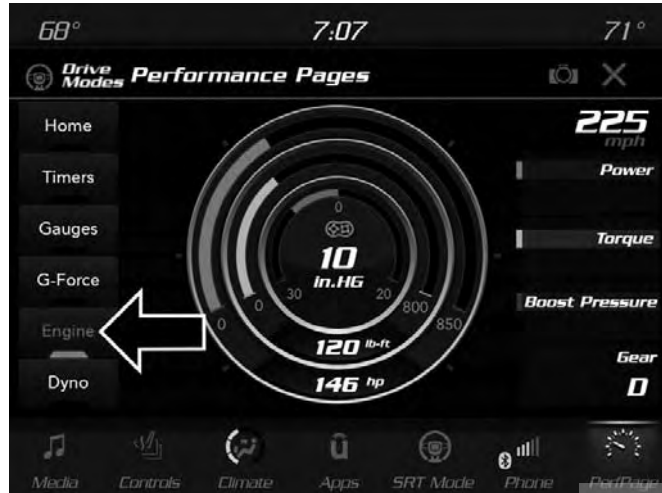 68° 7:07 71°
Drive Modes Performance Pages
Home
Timers
Gauges
G-Force
Engine
Dyno
0
10
in.HG
30 20
0 800
0 850
120 lb-ft
146 hp
225
mph
Power
Torque
Boost Pressure
Gear
D
Media Controls Climate Apps SRT Mode Phone PerfPage